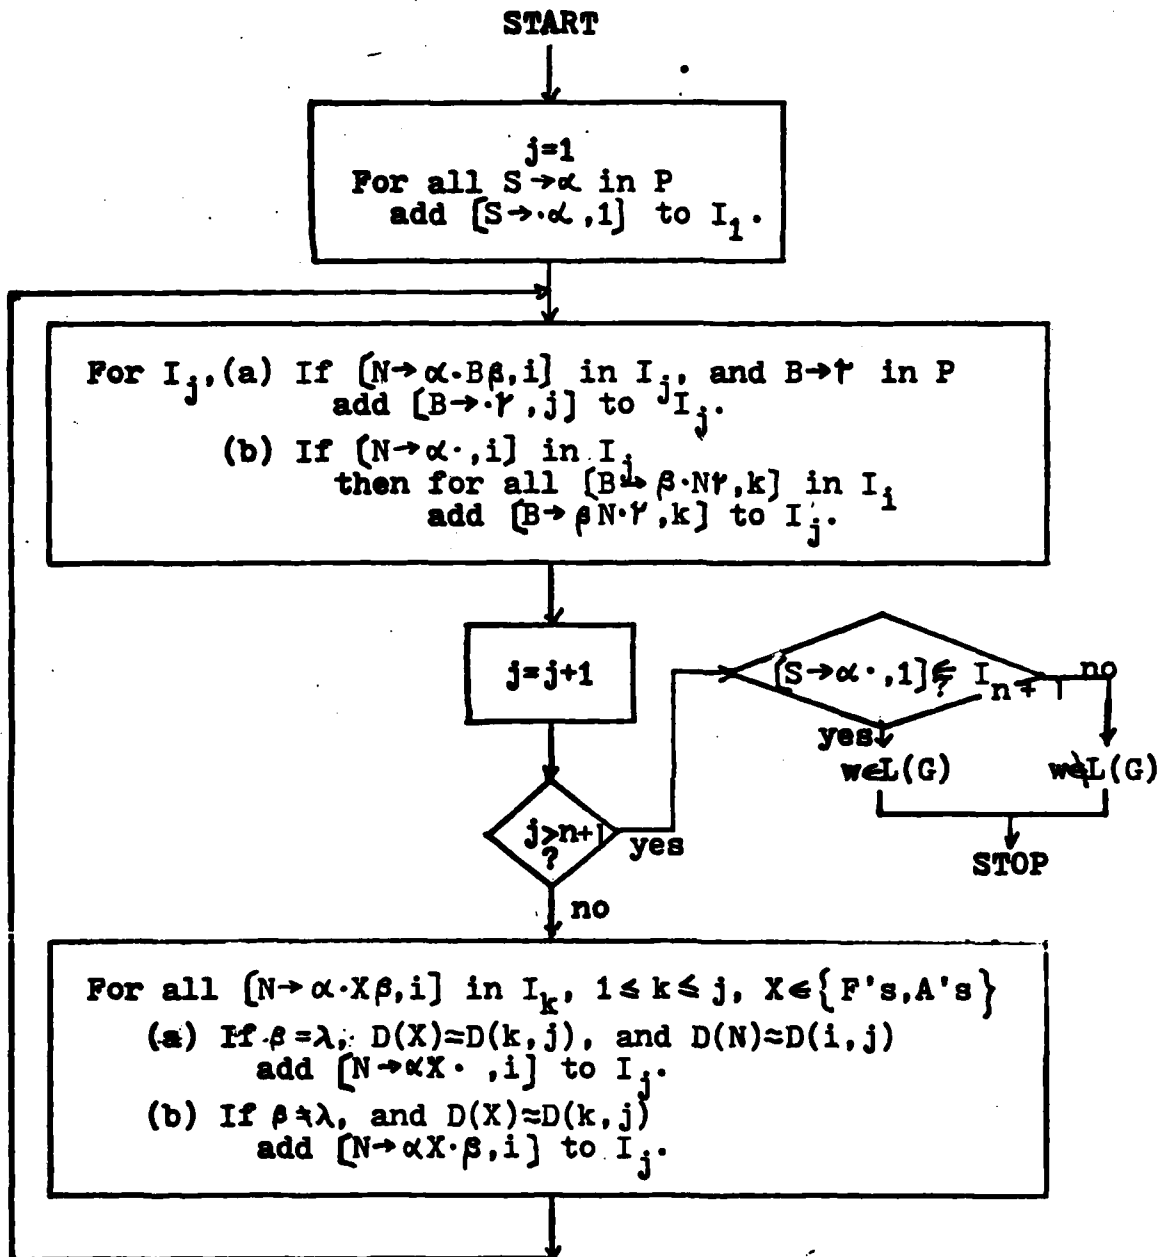 START
j=1
For all S→α in P
add [S→·α,1] to I₁.
For Iⱼ,(a) If [N→α·Bβ,i] in Iⱼ, and B→γ in P
add [B→·γ,j] to Iⱼ.
(b) If [N→α·,i] in Iⱼ
then for all [B→β·Nγ,k] in Iᵢ
add [B→βN·γ,k] to Iⱼ.
j=j+1
[S→α·,1]∈ Iₙ₊₁
?
no
yes
w∈L(G)
w∉L(G)
j>n+1
?
yes
STOP
no
For all [N→α·Xβ,i] in Iₖ, 1≤k≤j, X∈{F's,A's}
(a) If β=λ, D(X)≈D(k,j), and D(N)≈D(i,j)
add [N→αX·,i] to Iⱼ.
(b) If β≠λ, and D(X)≈D(k,j)
add [N→αX·β,i] to Iⱼ.